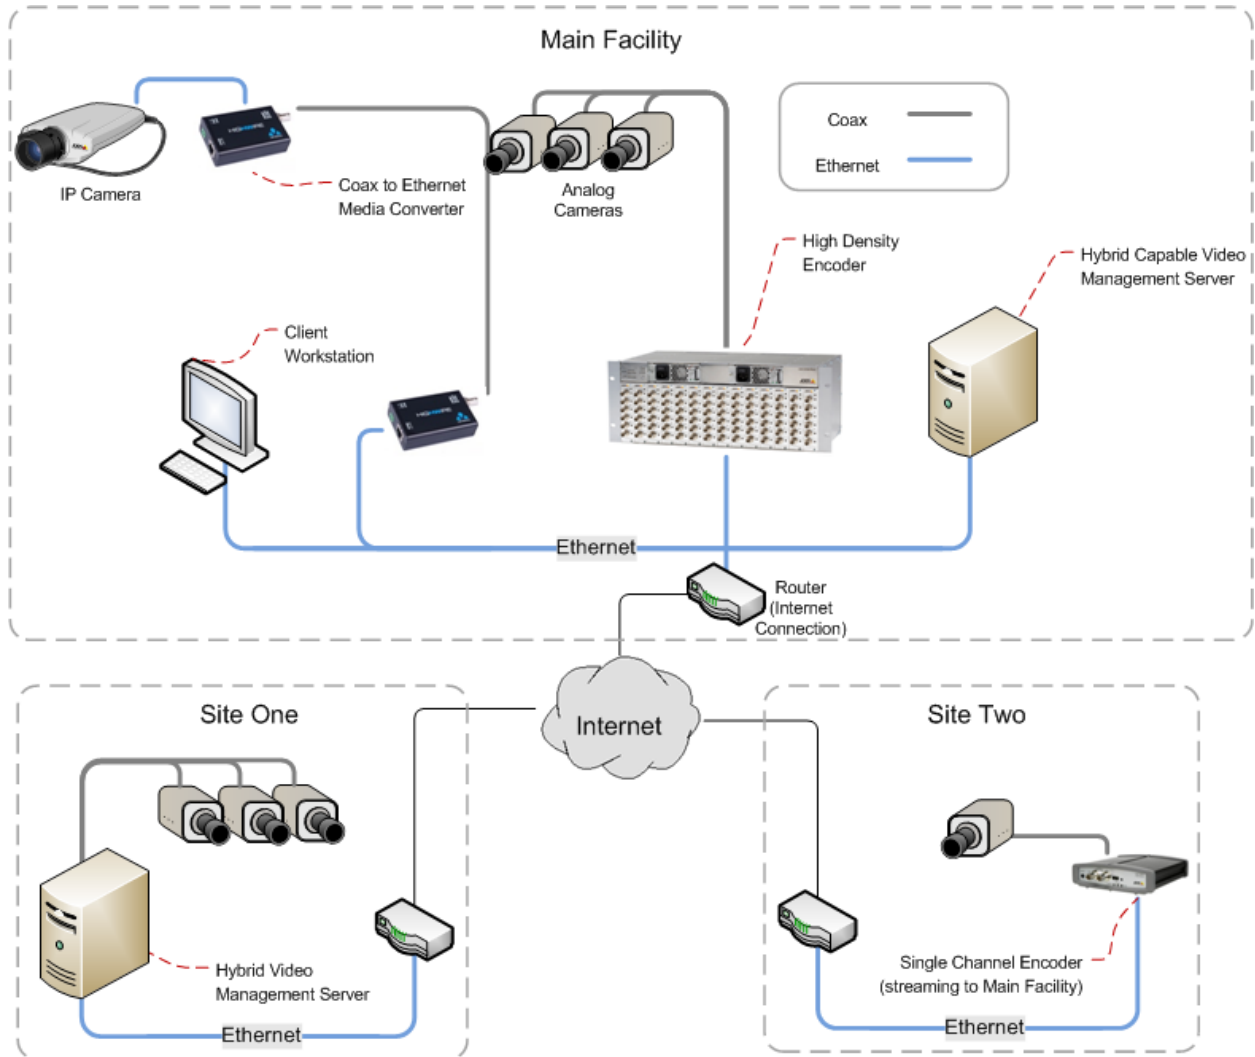 Main Facility
Coax
Ethernet
IP Camera
Coax to Ethernet
Media Converter
Analog
Cameras
High Density
Encoder
Hybrid Capable Video
Management Server
Client
Workstation
Ethernet
Router
(Internet
Connection)
Internet
Site One
Hybrid Video
Management Server
Ethernet
Site Two
Single Channel Encoder
(streaming to Main Facility)
Ethernet